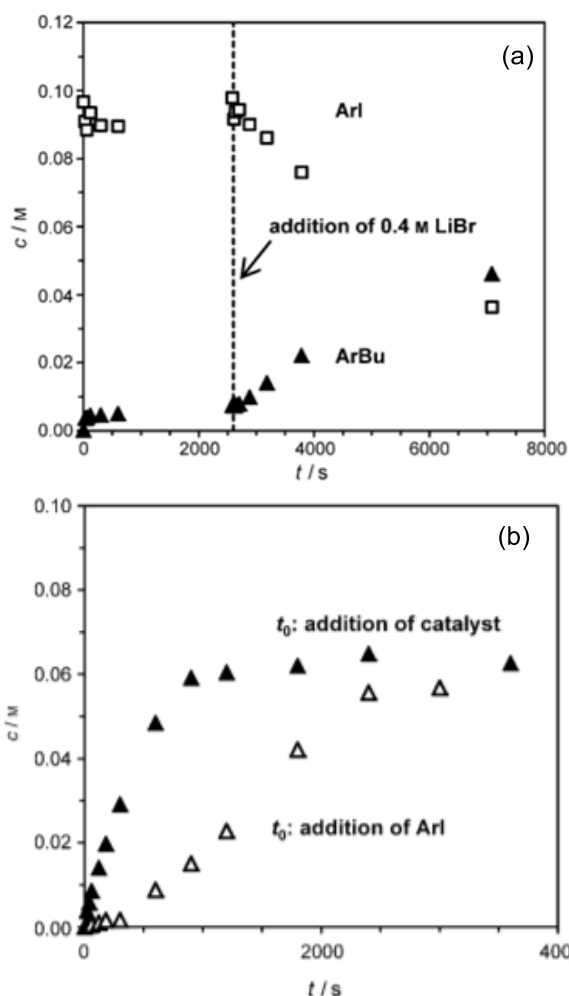 0.12
(a)
0.10
ArI
0.08
c / M
0.06
addition of 0.4 M LiBr
0.04
ArBu
0.02
0.00
0
2000
4000
6000
8000
t / s
0.10
(b)
0.08
t0: addition of catalyst
0.06
c / M
0.04
t0: addition of ArI
0.02
0.00
0
2000
400
t / s